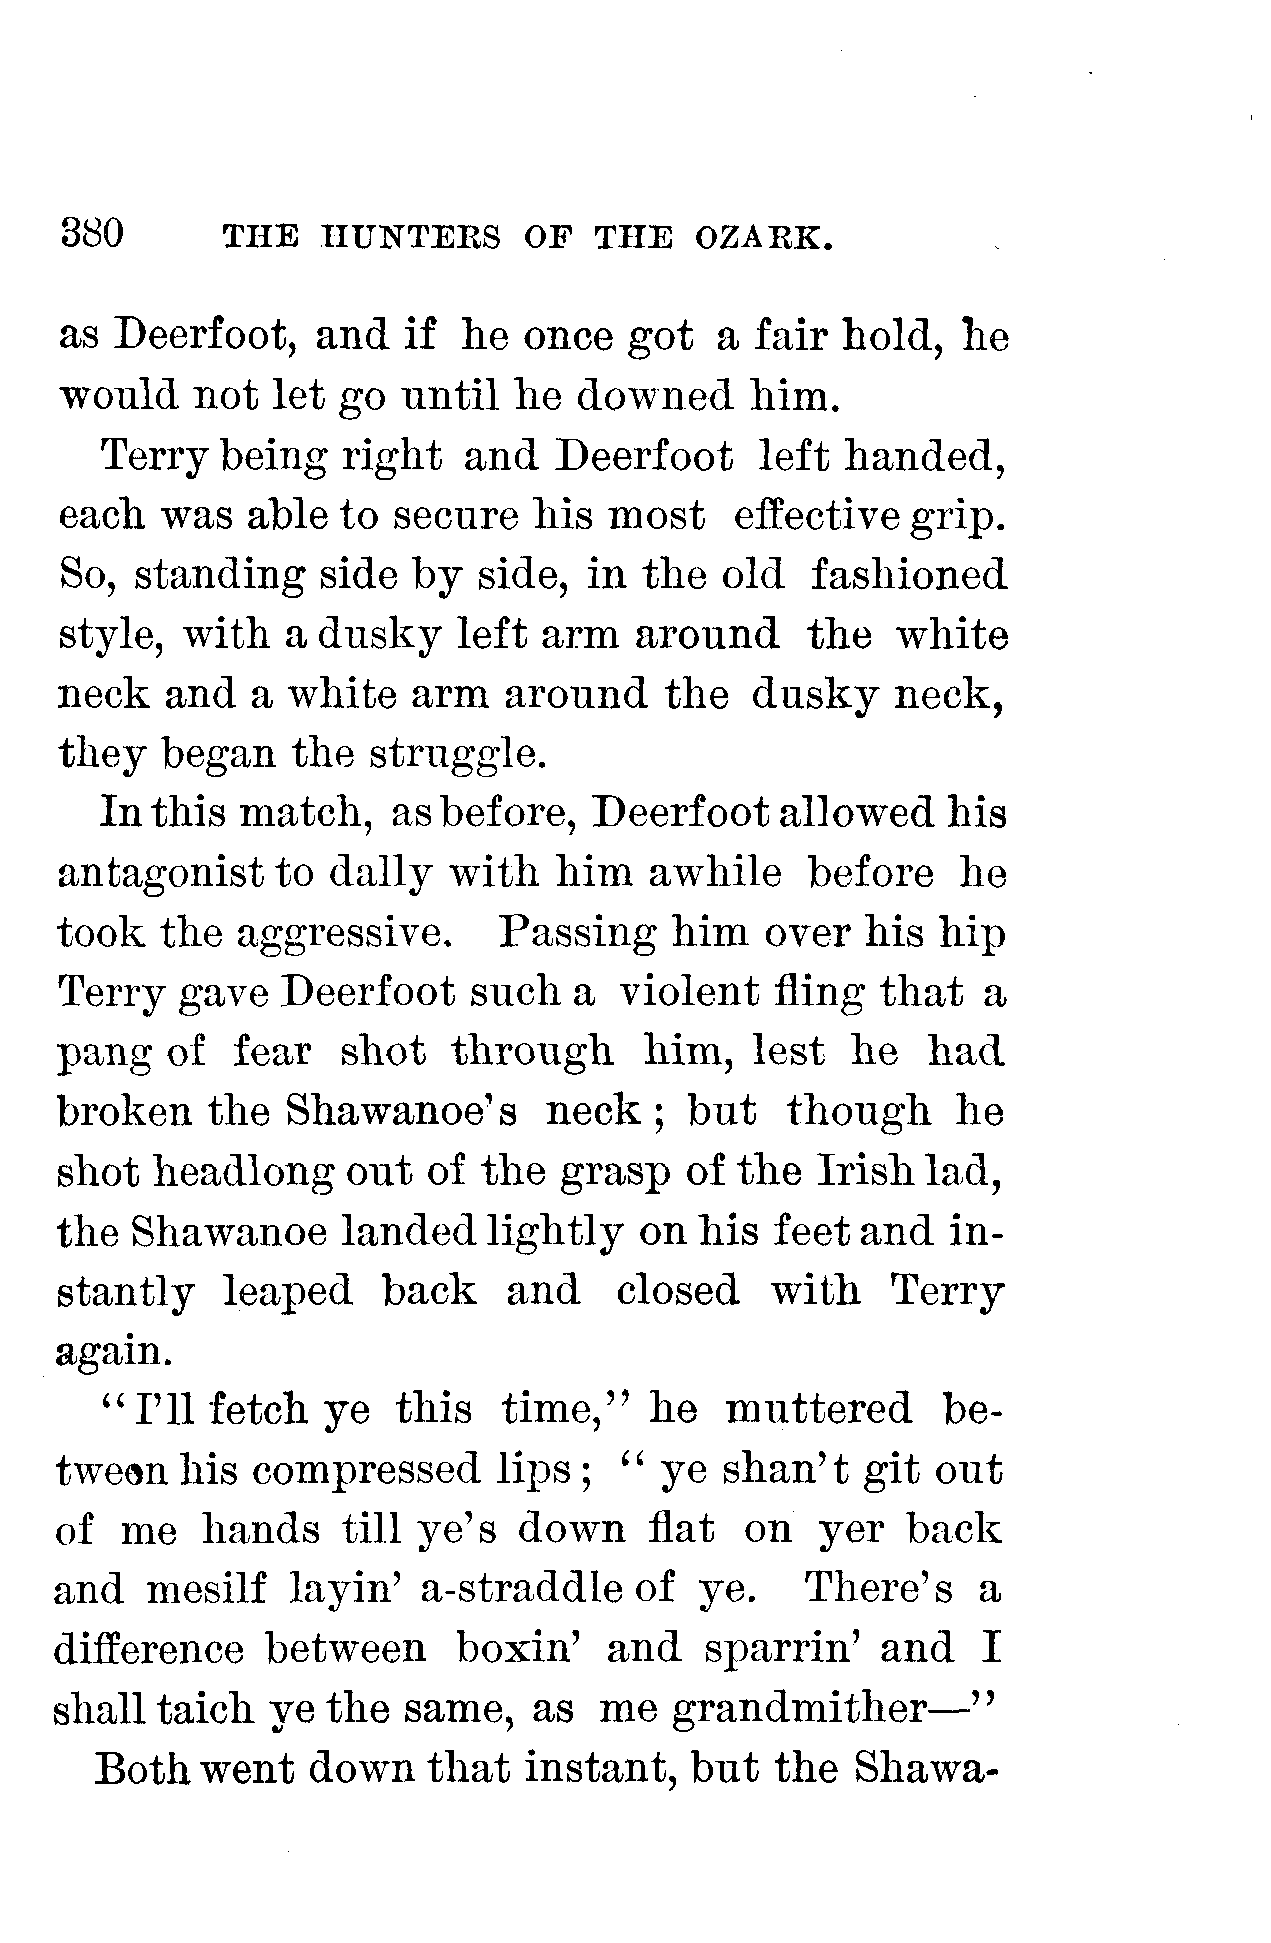 380 THE HUNTERS OF THE OZARK.
as Deerfoot, and if he once got a fair hold, he
would not let go until he downed him.
Terry being right and Deerfoot left handed,
each was able to secure his most effective grip.
So, standing side by side, in the old fashioned
style, with a dusky left arm around the white
neck and a white arm around the dusky neck,
they began the struggle.
In this match, as before, Deerfoot allowed his
antagonist to dally with him awhile before he
took the aggressive. Passing him over his hip
Terry gave Deerfoot such a violent fling that a
pang of fear shot through him, lest he had
broken the Shawanoe's neck ; but though he
shot headlong out of the grasp of the Irish lad,
the Shawanoe landed lightly on his feet and in-
stantly leaped back and closed with Terry
again.
“ I'll fetch ye this time,” he muttered be-
tween his compressed lips ; “ ye shan't git out
of me hands till ye's down flat on yer back
and mesilf layin' a-straddle of ye. There's a
difference between boxin' and sparrin' and I
shall taich ye the same, as me grandmither—”
Both went down that instant, but the Shawa-